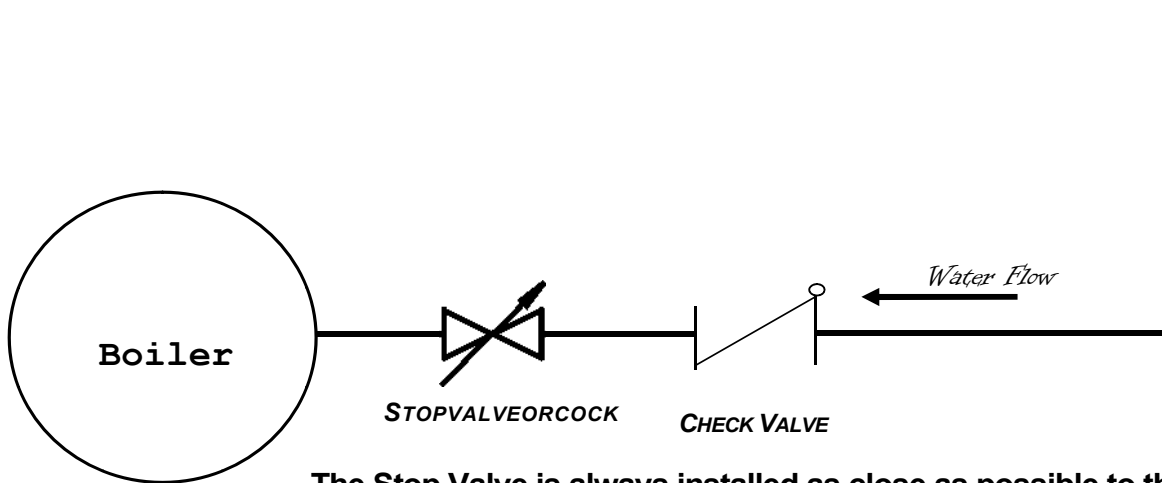 Water Flow
Boiler
STOPVALVEORCOCK
CHECK VALVE
The Stop Valve is always installed as close as possible to th